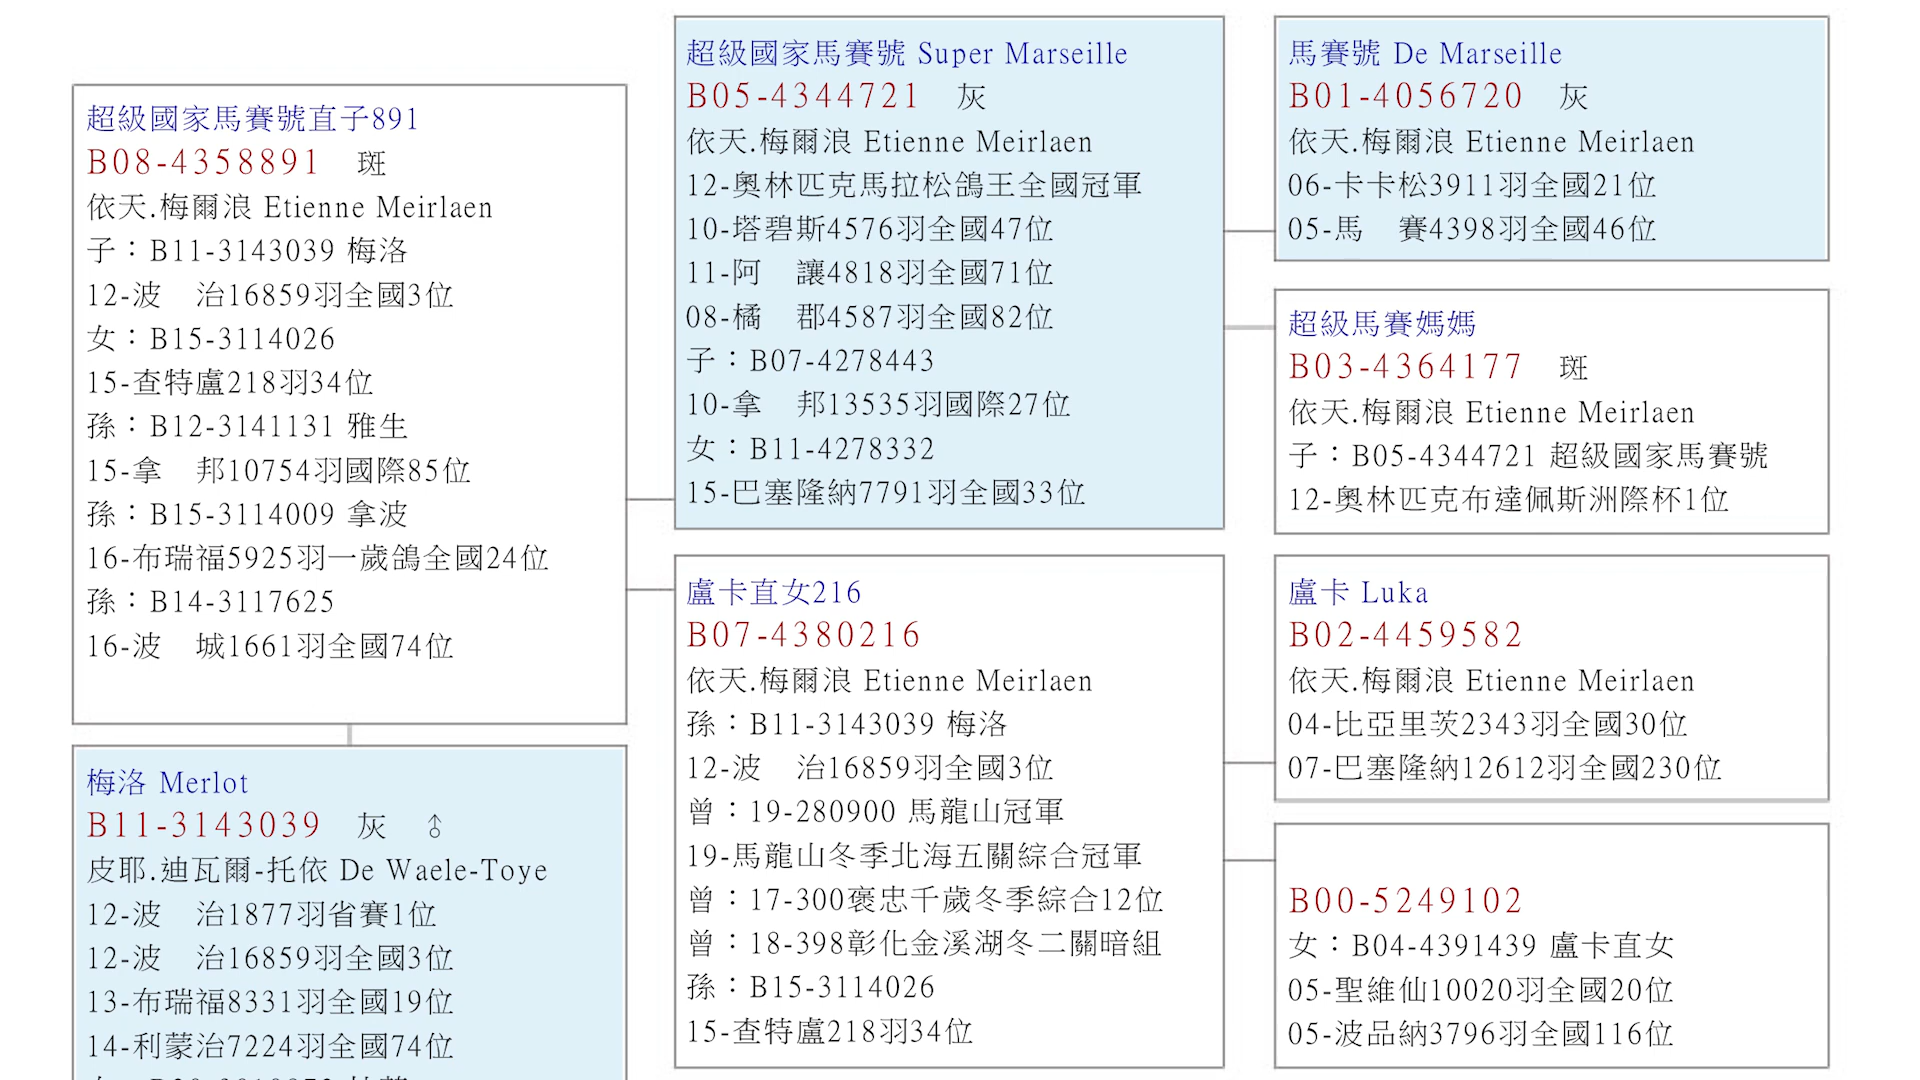 超級國家馬賽號直子891
B08-4358891 斑
依天.梅爾浪 Etienne Meirlaen
子：B11-3143039 梅洛
12-波 治16859羽全國3位
女：B15-3114026
15-查特盧218羽34位
孫：B12-3141131 雅生
15-拿 邦10754羽國際85位
孫：B15-3114009 拿波
16-布瑞福5925羽一歲鴿全國24位
孫：B14-3117625
16-波 城1661羽全國74位
梅洛 Merlot
B11-3143039 灰 ♂
皮耶.迪瓦爾-托依 De Waele-Toye
12-波 治1877羽省賽1位
12-波 治16859羽全國3位
13-布瑞福8331羽全國19位
14-利蒙治7224羽全國74位
超級國家馬賽號 Super Marseille
B05-4344721 灰
依天.梅爾浪 Etienne Meirlaen
12-奧林匹克馬拉松鴿王全國冠軍
10-塔碧斯4576羽全國47位
11-阿 讓4818羽全國71位
08-橘 郡4587羽全國82位
子：B07-4278443
10-拿 邦13535羽國際27位
女：B11-4278332
15-巴塞隆納7791羽全國33位
盧卡直女216
B07-4380216
依天.梅爾浪 Etienne Meirlaen
孫：B11-3143039 梅洛
12-波 治16859羽全國3位
曾：19-280900 馬龍山冠軍
19-馬龍山冬季北海五關綜合冠軍
曾：17-300褒忠千歲冬季綜合12位
曾：18-398彰化金溪湖冬二關暗組
孫：B15-3114026
15-查特盧218羽34位
馬賽號 De Marseille
B01-4056720 灰
依天.梅爾浪 Etienne Meirlaen
06-卡卡松3911羽全國21位
05-馬 賽4398羽全國46位
超級馬賽媽媽
B03-4364177 斑
依天.梅爾浪 Etienne Meirlaen
子：B05-4344721 超級國家馬賽號
12-奧林匹克布達佩斯洲際杯1位
盧卡 Luka
B02-4459582
依天.梅爾浪 Etienne Meirlaen
04-比亞里茨2343羽全國30位
07-巴塞隆納12612羽全國230位
B00-5249102
女：B04-4391439 盧卡直女
05-聖維仙10020羽全國20位
05-波品納3796羽全國116位